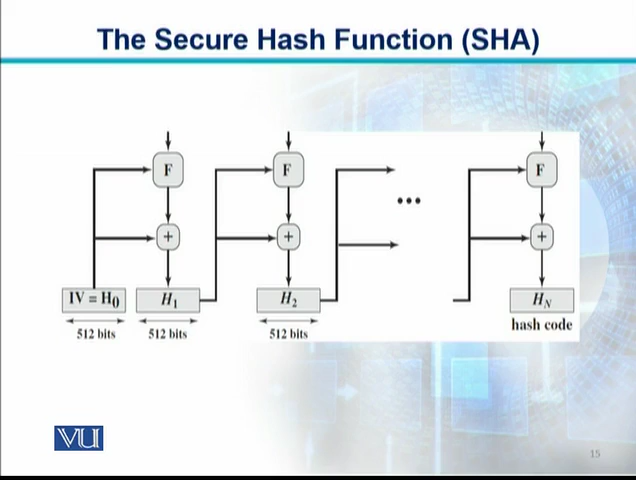 The Secure Hash Function (SHA)
F
F
F
+
+
+
IV = H0
H1
H2
HN
512 bits
512 bits
512 bits
hash code
VU
15